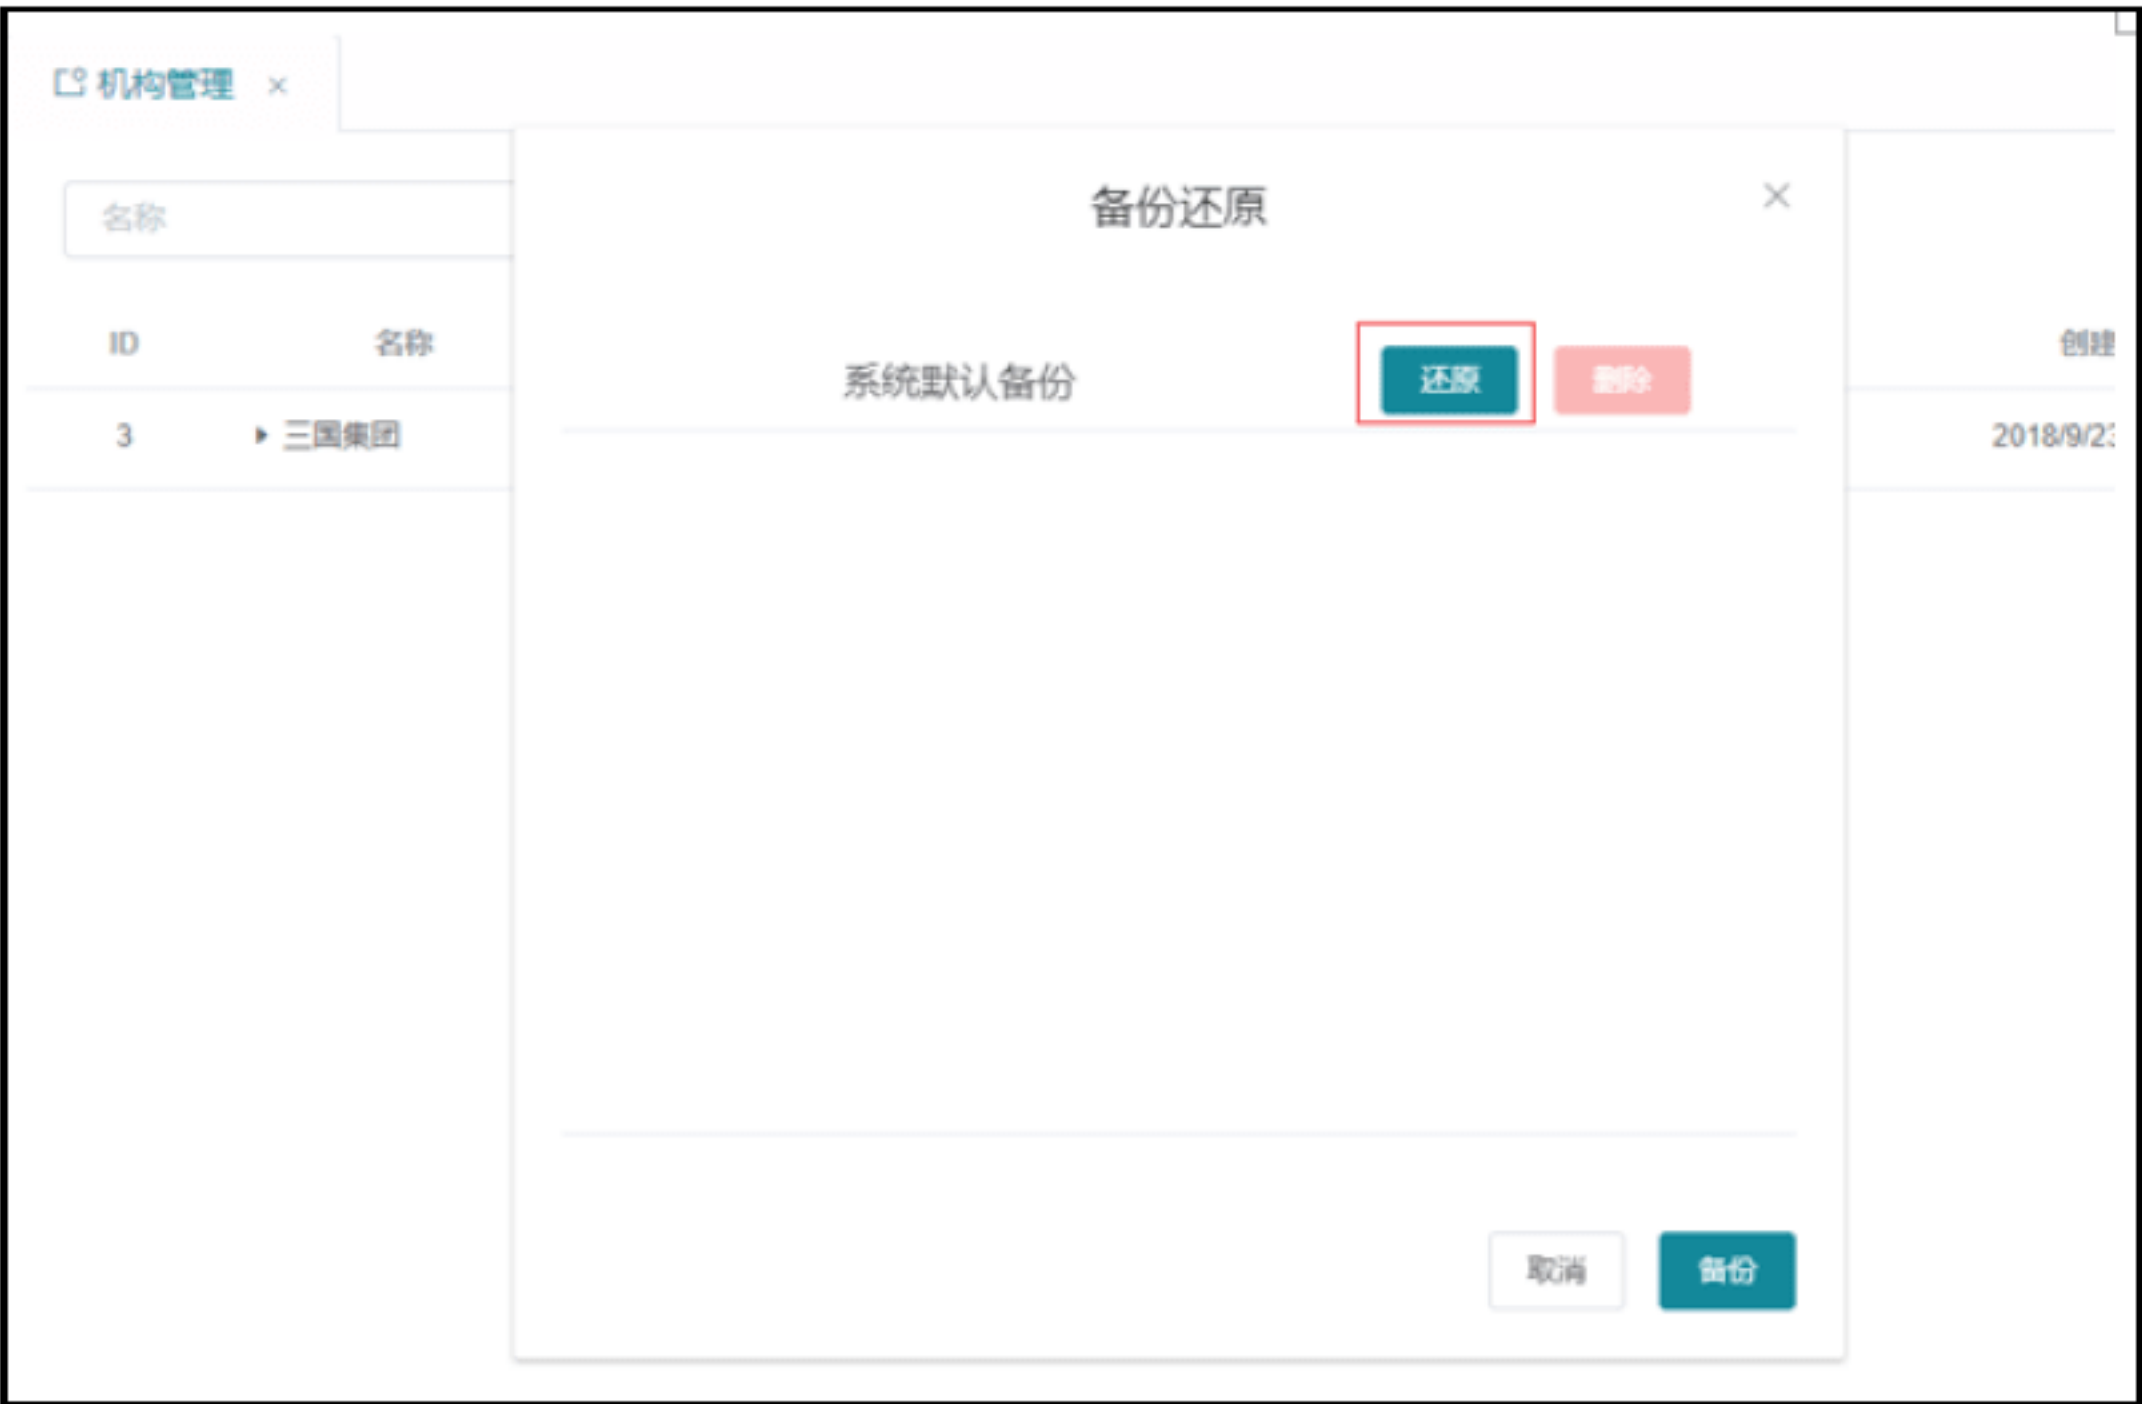 机构管理 ×
备份还原 ×
名称
ID 名称 创建
系统默认备份 还原 删除
3 三国集团 2018/9/23
取消 备份